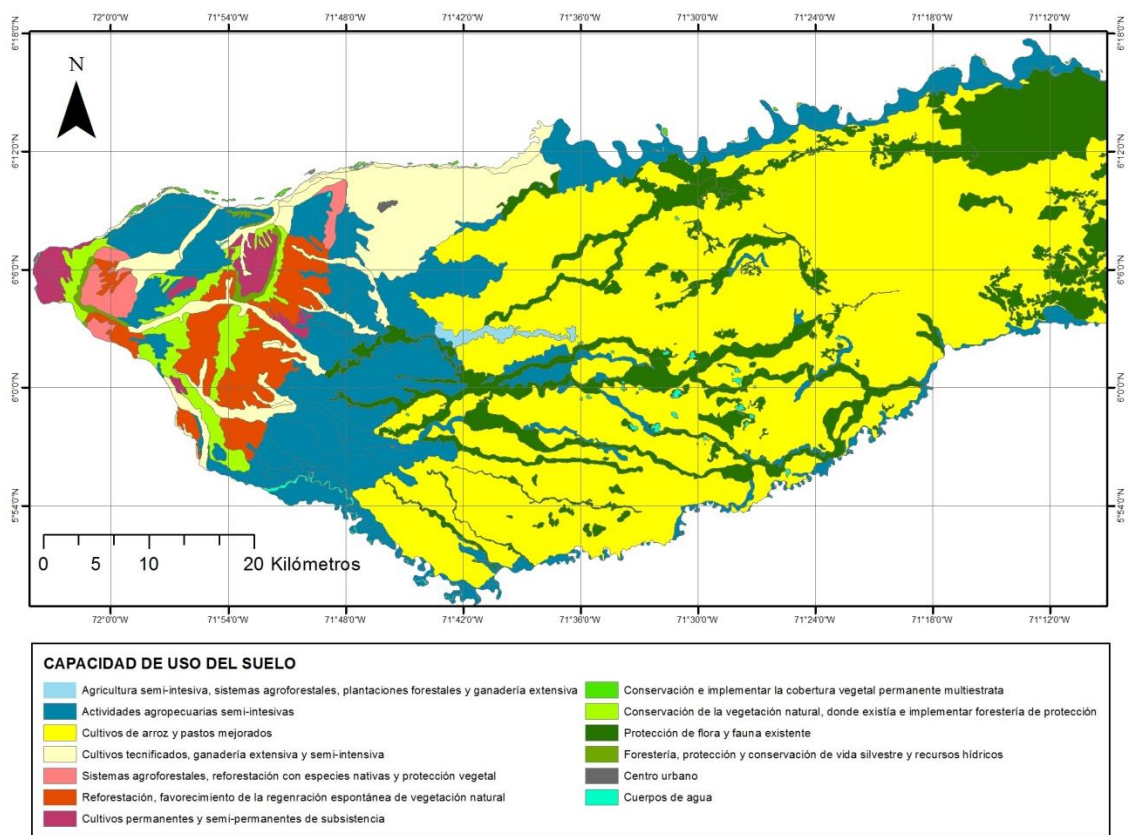 72°0'0"W 71°54'0"W 71°48'0"W 71°42'0"W 71°36'0"W 71°30'0"W 71°24'0"W 71°18'0"W 71°12'0"W
6°18'0"N 6°18'0"N
N
6°12'0"N 6°12'0"N
6°6'0"N 6°6'0"N
6°0'0"N 6°0'0"N
5°54'0"N 5°54'0"N
0 5 10 20 Kilómetros
72°0'0"W 71°54'0"W 71°48'0"W 71°42'0"W 71°36'0"W 71°30'0"W 71°24'0"W 71°18'0"W 71°12'0"W
CAPACIDAD DE USO DEL SUELO
Agricultura semi-intesiva, sistemas agroforestales, plantaciones forestales y ganadería extensiva
Actividades agropecuarias semi-intesivas
Cultivos de arroz y pastos mejorados
Cultivos tecnificados, ganadería extensiva y semi-intensiva
Sistemas agroforestales, reforestación con especies nativas y protección vegetal
Reforestación, favorecimiento de la regenración espontánea de vegetación natural
Cultivos permanentes y semi-permanentes de subsistencia
Conservación e implementar la cobertura vegetal permanente multiestrata
Conservación de la vegetación natural, donde existía e implementar forestería de protección
Protección de flora y fauna existente
Forestería, protección y conservación de vida silvestre y recursos hídricos
Centro urbano
Cuerpos de agua